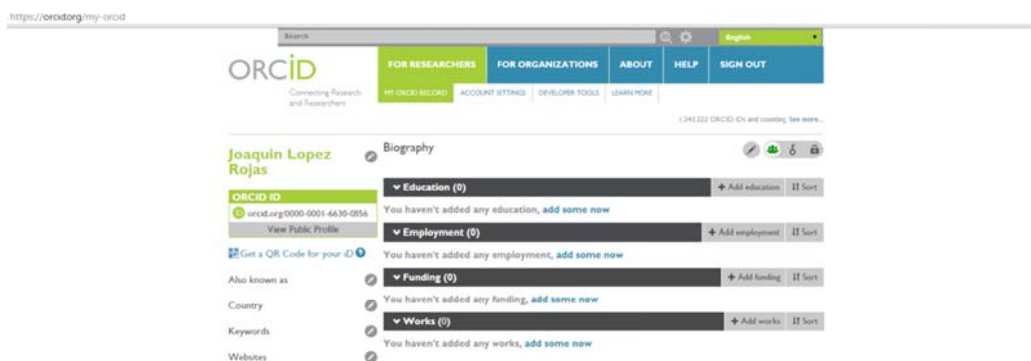 https://orcid.org/my-orcid
Search
English
ORCID
Connecting Research
and Researchers
FOR RESEARCHERS FOR ORGANIZATIONS ABOUT HELP SIGN OUT
MY ORCID RECORD ACCOUNT SETTINGS DEVELOPER TOOLS LEARN MORE
1,343,222 ORCID iDs and counting. See more...
Joaquin Lopez
Rojas
ORCID ID
iD orcid.org/0000-0001-6630-0856
View Public Profile
Get a QR Code for your iD ?
Also known as
Country
Keywords
Websites
Biography
Education (0) + Add education Sort
You haven't added any education, add some now
Employment (0) + Add employment Sort
You haven't added any employment, add some now
Funding (0) + Add funding Sort
You haven't added any funding, add some now
Works (0) + Add works Sort
You haven't added any works, add some now